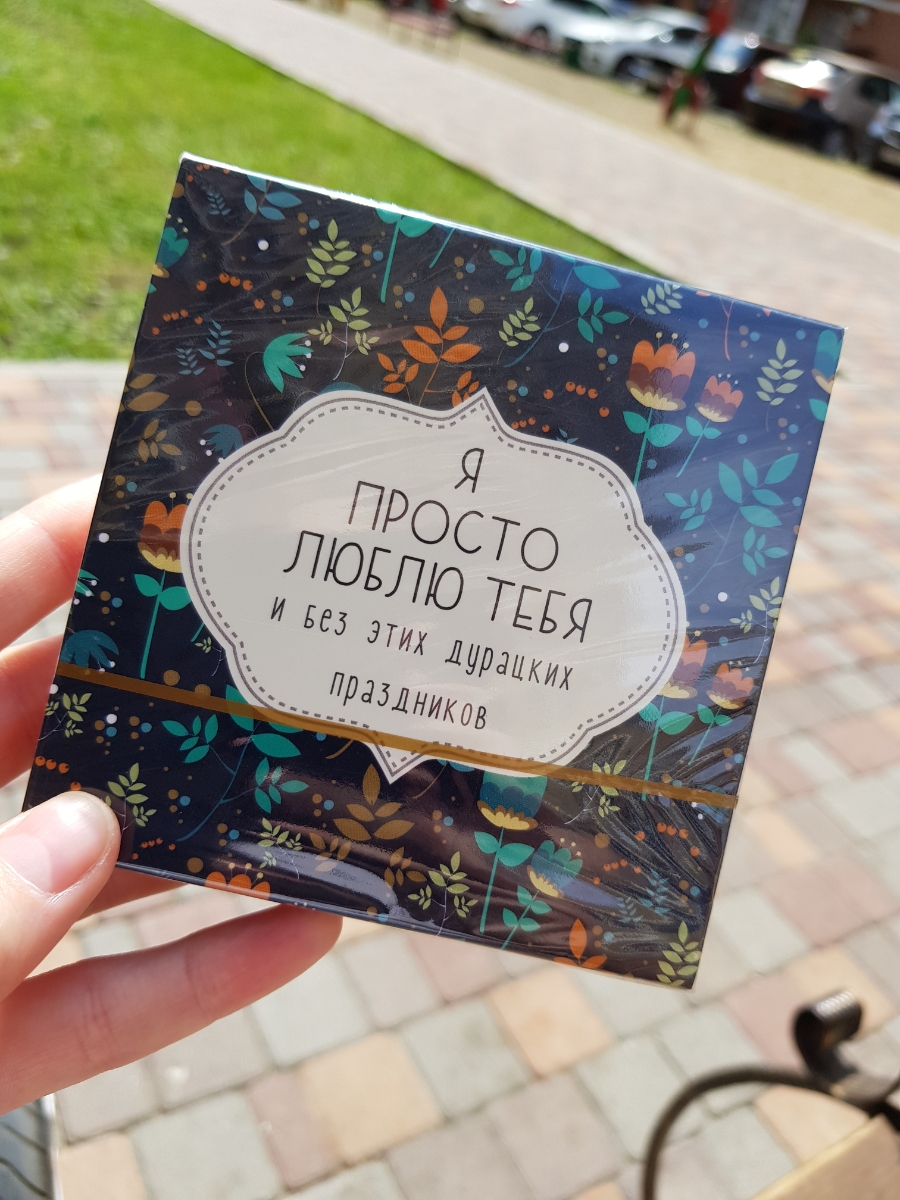 Я
ПРОСТО
ЛЮБЛЮ ТЕБЯ
и без этих дурацких
праздников